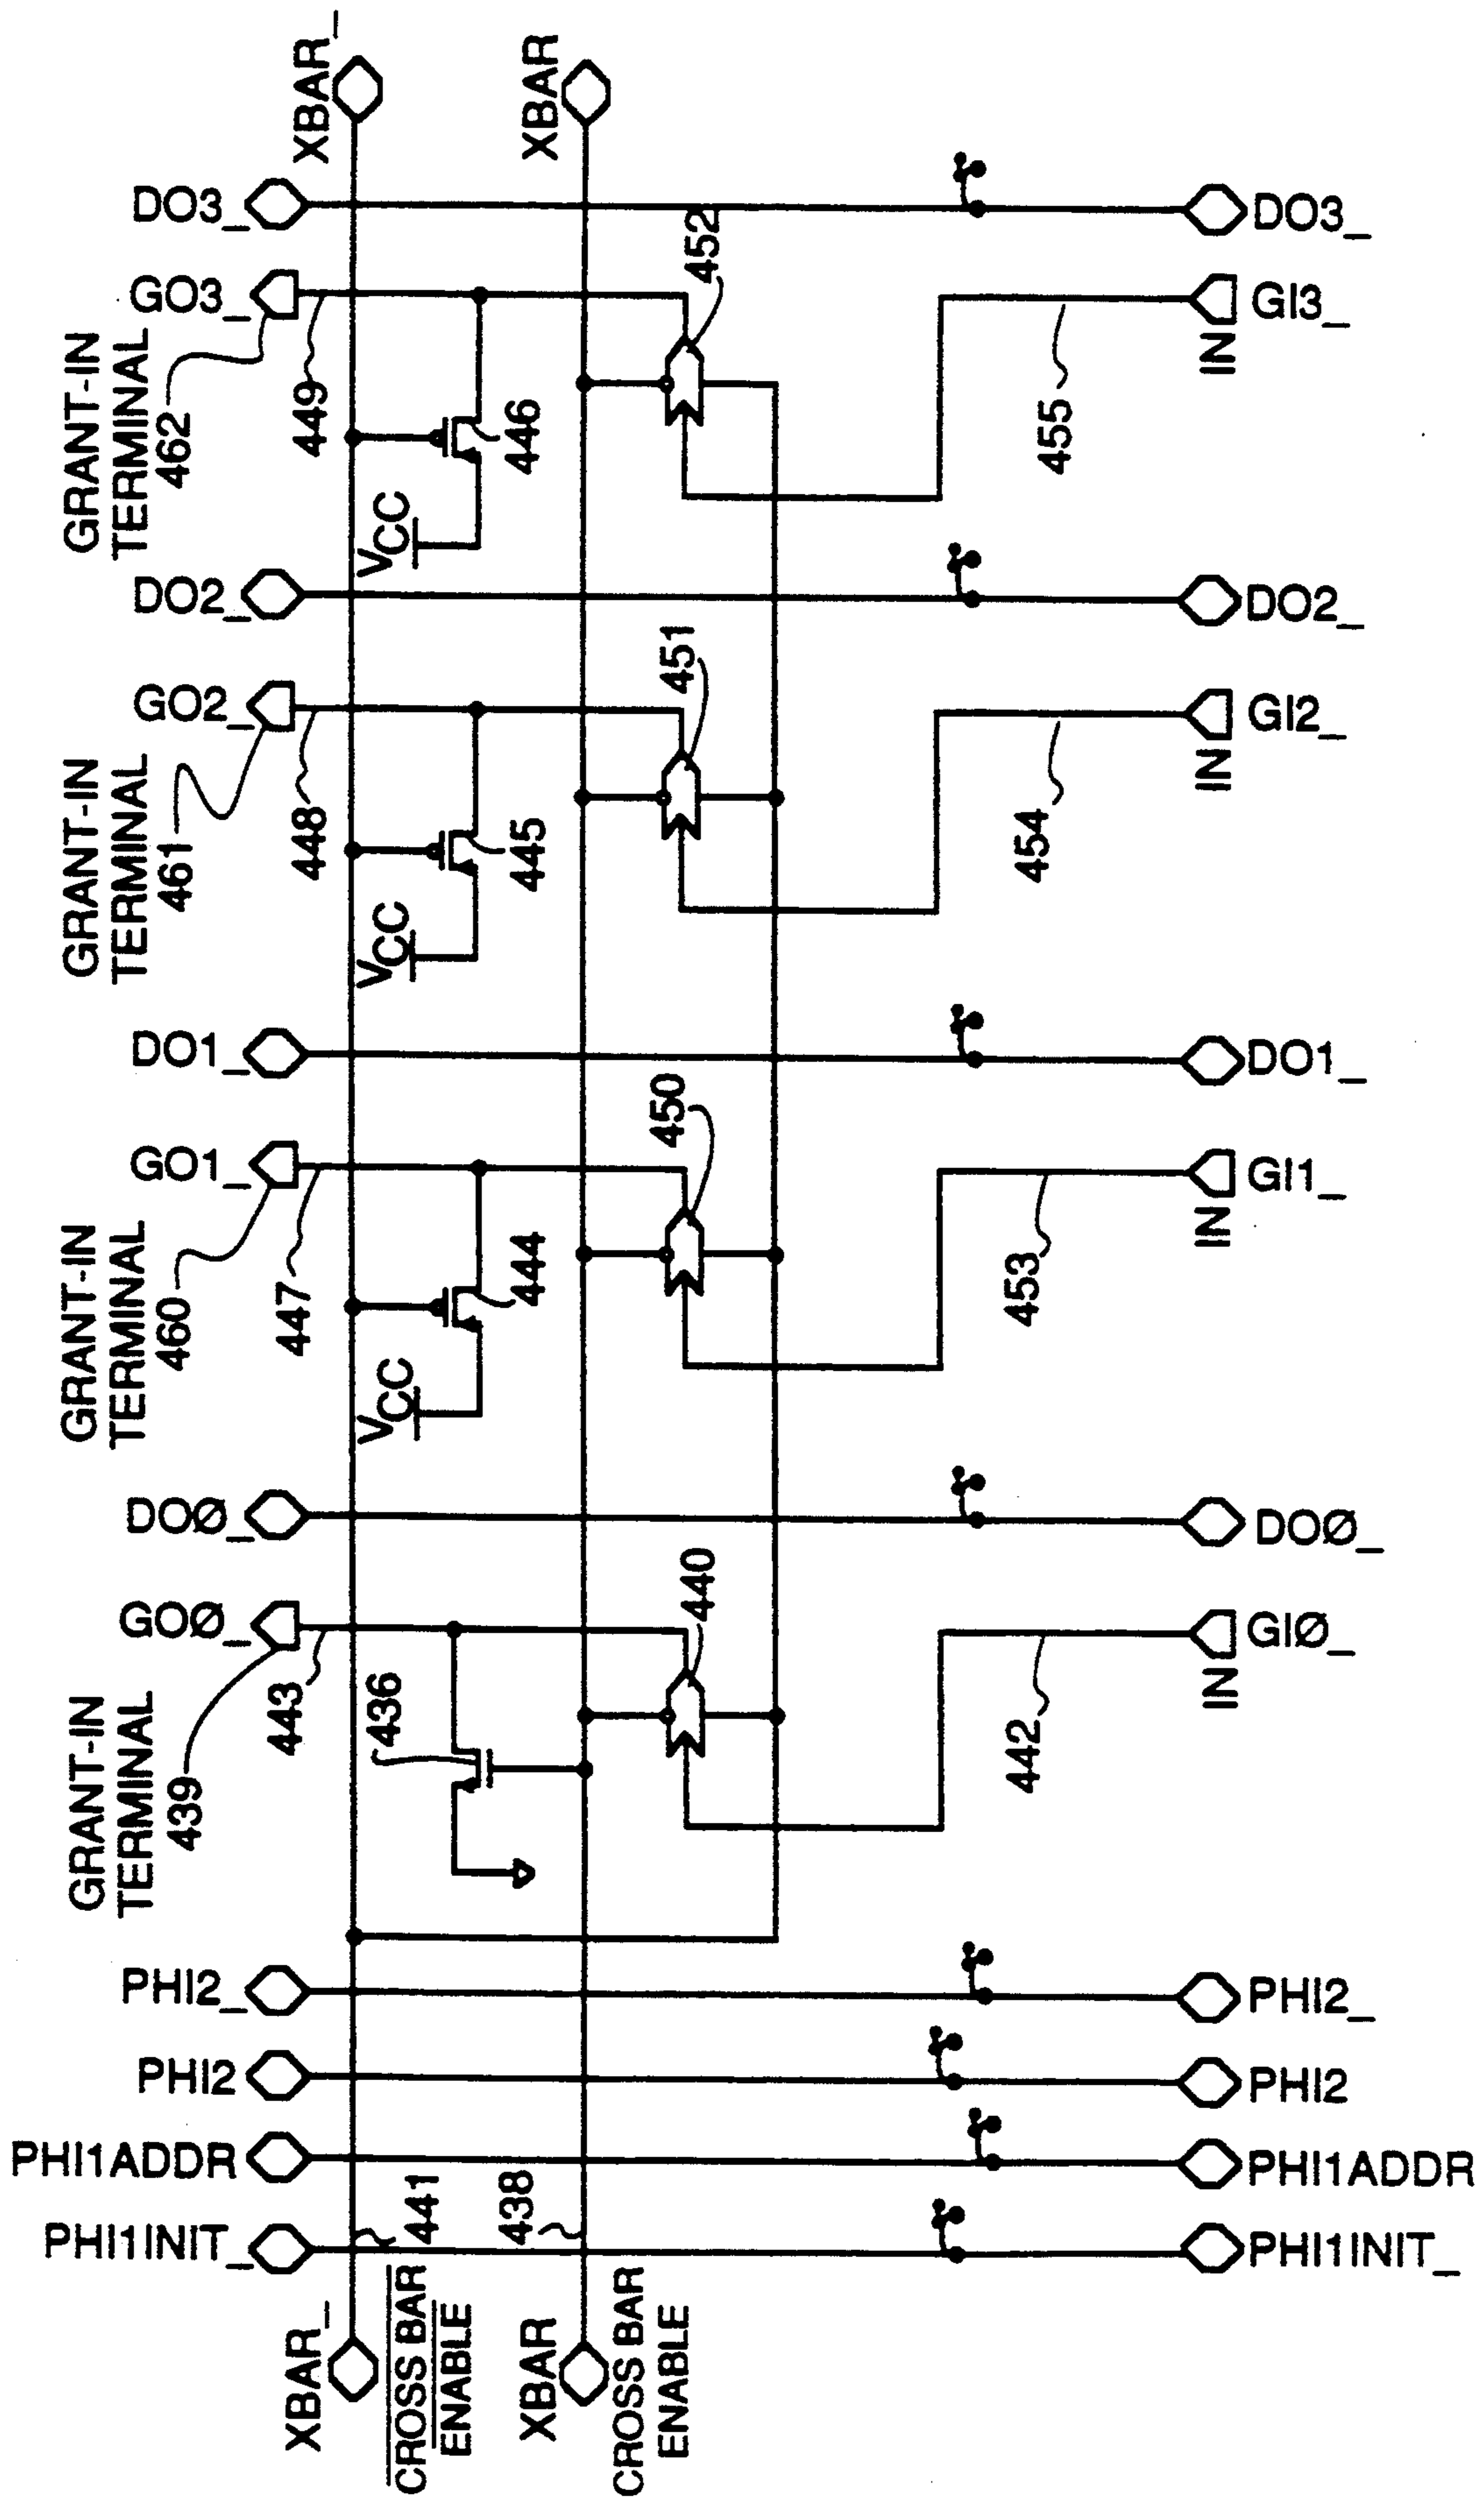 XBAR_
XBAR
DO3_
GO3_
GRANT-IN
TERMINAL
462
449
446
VCC
452
455
DO3_
GI3_
IN
DO2_
GO2_
GRANT-IN
TERMINAL
461
448
445
VCC
451
454
DO2_
GI2_
IN
DO1_
GO1_
GRANT-IN
TERMINAL
460
447
444
VCC
450
453
DO1_
GI1_
IN
DOØ_
GOØ_
GRANT-IN
TERMINAL
439
443
436
440
442
DOØ_
GIØ_
IN
PHI2_
PHI2_
PHI2
PHI2
PHI1ADDR
PHI1ADDR
PHI1INIT_
PHI1INIT_
441
438
XBAR_
CROSS BAR
ENABLE
XBAR
CROSS BAR
ENABLE